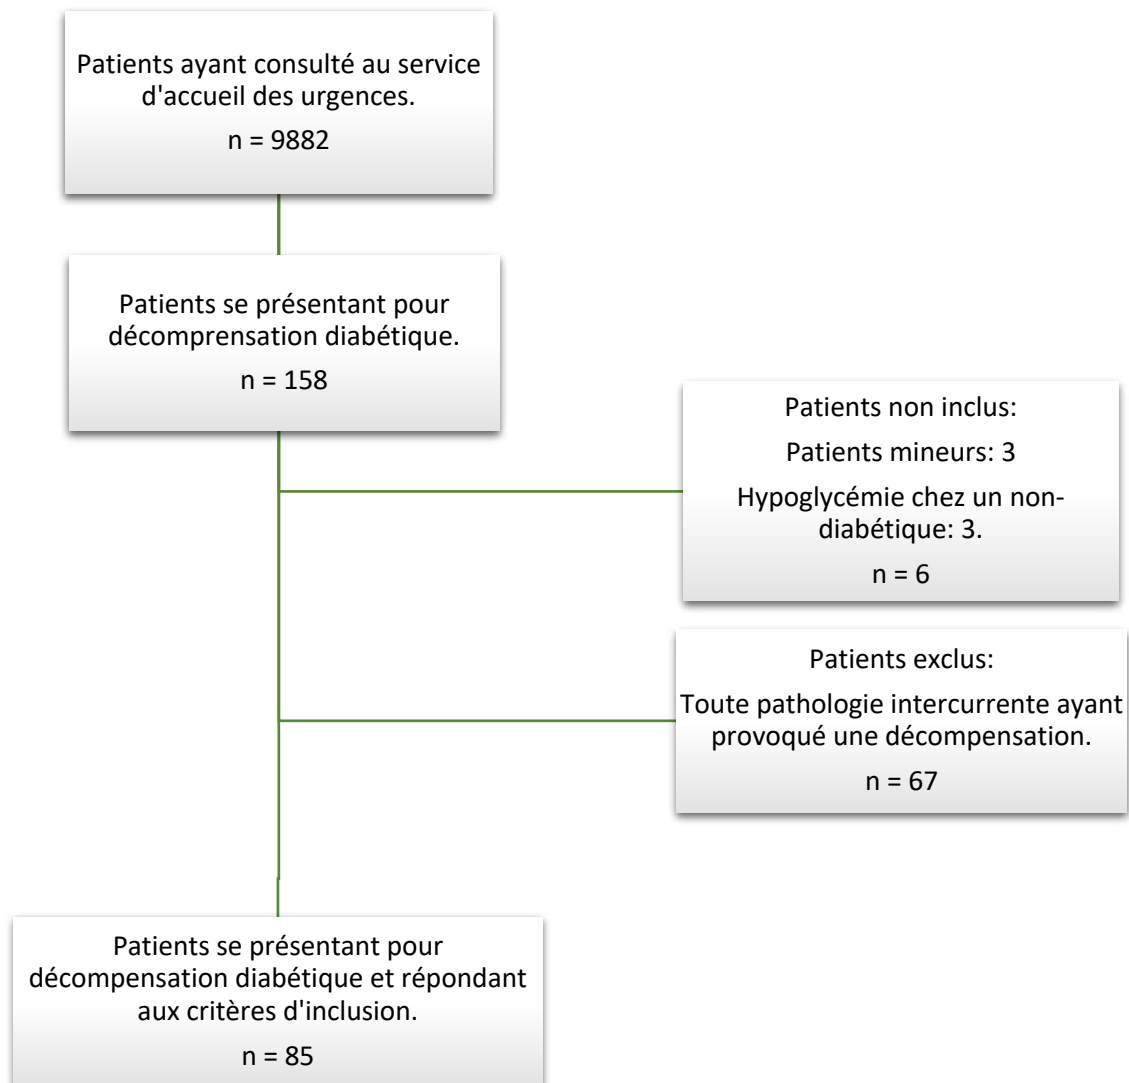 Patients ayant consulté au service
d'accueil des urgences.
n = 9882
Patients se présentant pour
décomprensation diabétique.
n = 158
Patients non inclus:
Patients mineurs: 3
Hypoglycémie chez un non-
diabétique: 3.
n = 6
Patients exclus:
Toute pathologie intercurrente ayant
provoqué une décompensation.
n = 67
Patients se présentant pour
décompensation diabétique et répondant
aux critères d'inclusion.
n = 85